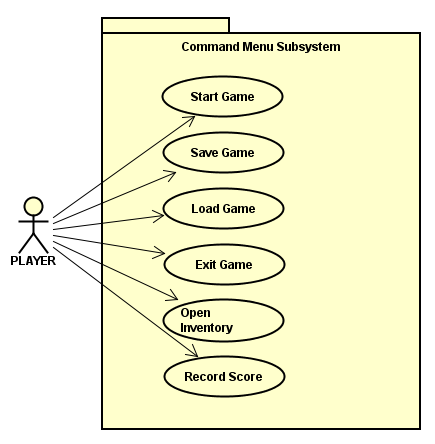 Command Menu Subsystem
Start Game
Save Game
Load Game
PLAYER
Exit Game
Open
Inventory
Record Score